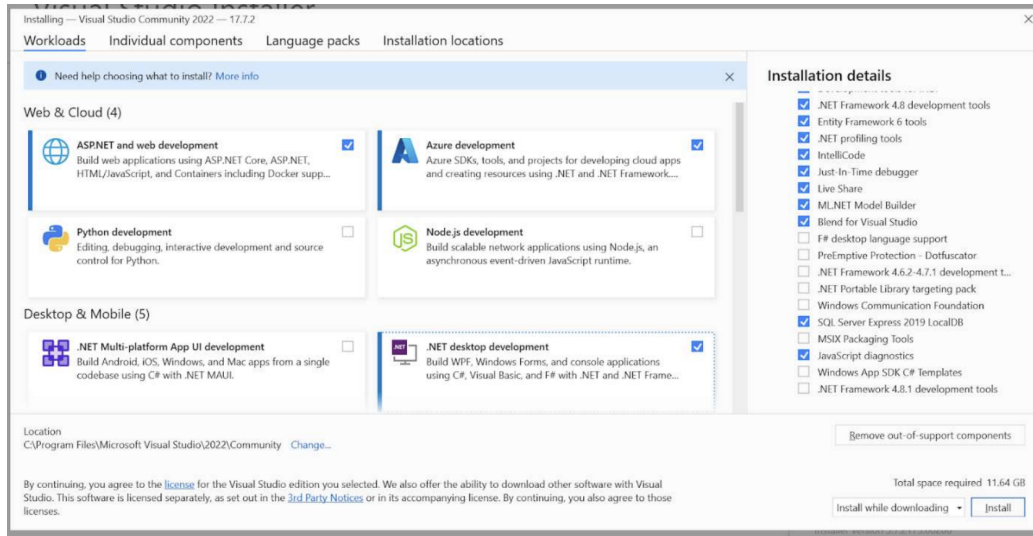 Visual Studio Installer
Installing — Visual Studio Community 2022 — 17.7.2
Workloads Individual components Language packs Installation locations
Need help choosing what to install? More info
Web & Cloud (4)
ASP.NET and web development
Build web applications using ASP.NET Core, ASP.NET,
HTML/JavaScript, and Containers including Docker supp...
Azure development
Azure SDKs, tools, and projects for developing cloud apps
and creating resources using .NET and .NET Framework....
Python development
Editing, debugging, interactive development and source
control for Python.
Node.js development
Build scalable network applications using Node.js, an
asynchronous event-driven JavaScript runtime.
Desktop & Mobile (5)
.NET Multi-platform App UI development
Build Android, iOS, Windows, and Mac apps from a single
codebase using C# with .NET MAUI.
.NET
.NET desktop development
Build WPF, Windows Forms, and console applications
using C#, Visual Basic, and F# with .NET and .NET Frame...
Installation details
.NET Framework 4.8 development tools
Entity Framework 6 tools
.NET profiling tools
IntelliCode
Just-In-Time debugger
Live Share
ML.NET Model Builder
Blend for Visual Studio
F# desktop language support
PreEmptive Protection - Dotfuscator
.NET Framework 4.6.2-4.7.1 development t...
.NET Portable Library targeting pack
Windows Communication Foundation
SQL Server Express 2019 LocalDB
MSIX Packaging Tools
JavaScript diagnostics
Windows App SDK C# Templates
.NET Framework 4.8.1 development tools
Location
C:\Program Files\Microsoft Visual Studio\2022\Community Change...
Remove out-of-support components
By continuing, you agree to the license for the Visual Studio edition you selected. We also offer the ability to download other software with Visual
Studio. This software is licensed separately, as set out in the 3rd Party Notices or in its accompanying license. By continuing, you also agree to those
licenses.
Total space required 11.64 GB
Install while downloading Install